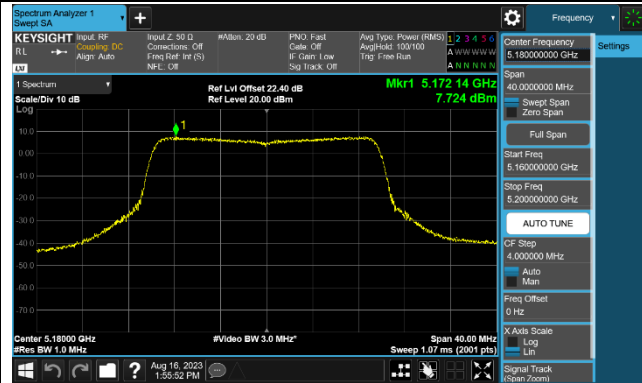 Spectrum Analyzer 1
Swept SA
Frequency
KEYSIGHT
RL
LXI
Input: RF
Coupling: DC
Align: Auto
Input Z: 50 Ω
Corrections: Off
Freq Ref: Int (S)
NFE: Off
#Atten: 20 dB
PNO: Fast
Gate: Off
IF Gain: Low
Sig Track: Off
Avg Type: Power (RMS)
Avg|Hold: 100/100
Trig: Free Run
1 2 3 4 5 6
A W W W W W
A N N N N N
1 Spectrum
Scale/Div 10 dB
Log
Ref Lvl Offset 22.40 dB
Ref Level 20.00 dBm
Mkr1 5.172 14 GHz
7.724 dBm
1
10.0
0.00
-10.0
-20.0
-30.0
-40.0
-50.0
-60.0
-70.0
Center 5.18000 GHz
#Res BW 1.0 MHz
#Video BW 3.0 MHz*
Span 40.00 MHz
Sweep 1.07 ms (2001 pts)
Aug 16, 2023
1:55:52 PM
Center Frequency
5.180000000 GHz
Settings
Span
40.0000000 MHz
Swept Span
Zero Span
Full Span
Start Freq
5.160000000 GHz
Stop Freq
5.200000000 GHz
AUTO TUNE
CF Step
4.000000 MHz
Auto
Man
Freq Offset
0 Hz
X Axis Scale
Log
Lin
Signal Track
(Span Zoom)